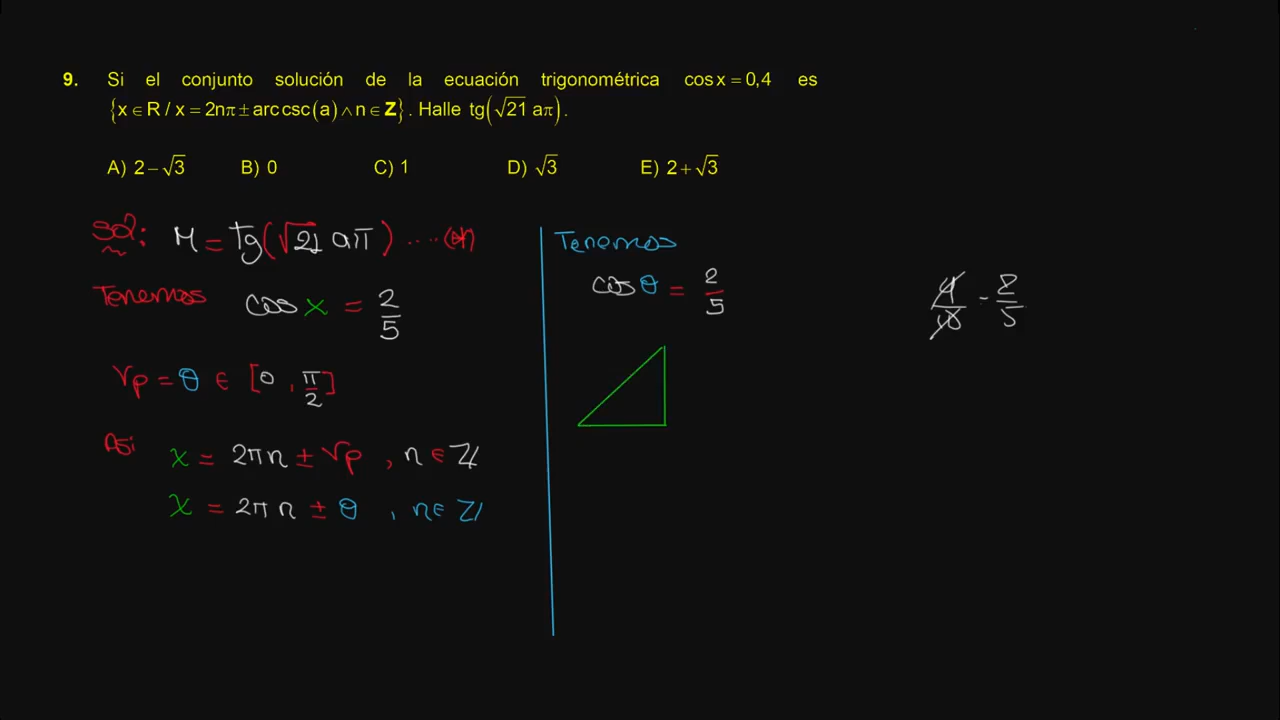 9. Si el conjunto solución de la ecuación trigonométrica cos x = 0,4 es
{x ∈ R / x = 2nπ ± arc csc(a) ∧ n ∈ Z}. Halle tg(√21 aπ).
A) 2 − √3 B) 0 C) 1 D) √3 E) 2 + √3
Sol: M = Tg(√21 aπ) ....(*)
Tenemos cos x = 2/5
Vp = θ ∈ [0, π/2]
Asi x = 2πn ± Vp, n ∈ Z
x = 2πn ± θ, n ∈ Z
Tenemos
cos θ = 2/5
4/10 = 2/5